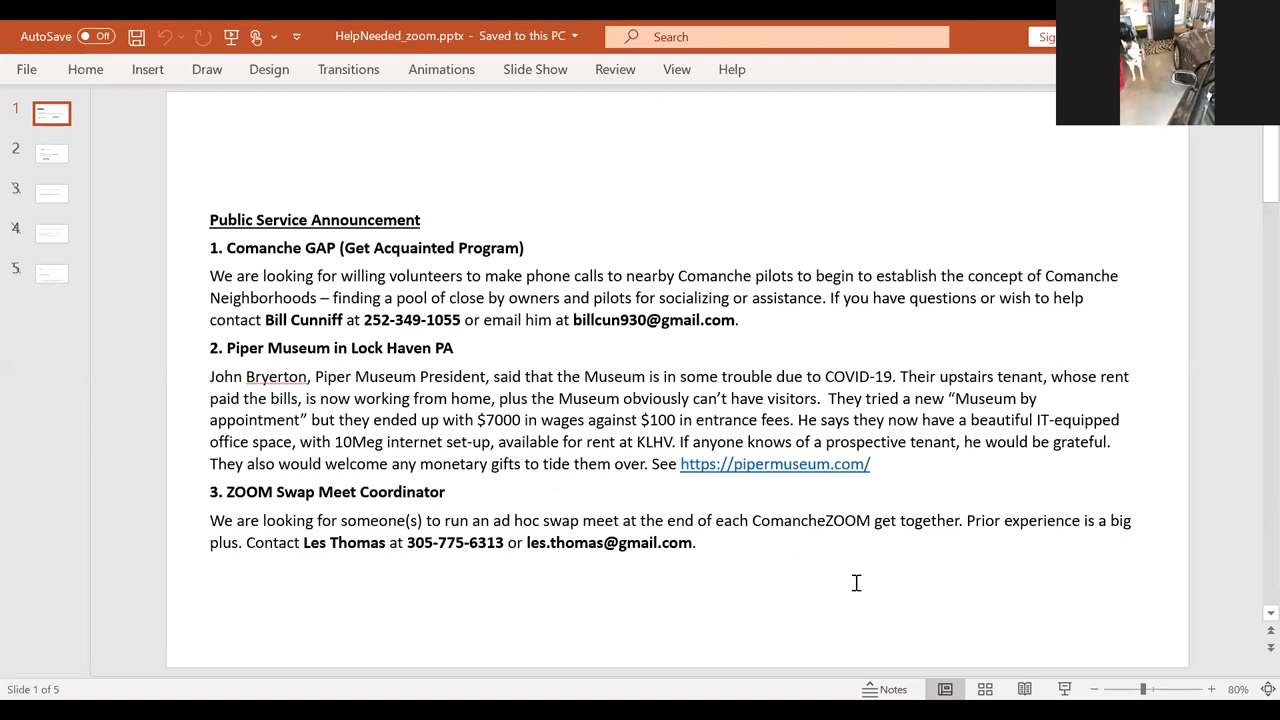 AutoSave Off HelpNeeded_zoom.pptx - Saved to this PC Search Sig
File Home Insert Draw Design Transitions Animations Slide Show Review View Help
1
2
3
4
5
Public Service Announcement
1. Comanche GAP (Get Acquainted Program)
We are looking for willing volunteers to make phone calls to nearby Comanche pilots to begin to establish the concept of Comanche
Neighborhoods – finding a pool of close by owners and pilots for socializing or assistance. If you have questions or wish to help
contact Bill Cunniff at 252-349-1055 or email him at billcun930@gmail.com.
2. Piper Museum in Lock Haven PA
John Bryerton, Piper Museum President, said that the Museum is in some trouble due to COVID-19. Their upstairs tenant, whose rent
paid the bills, is now working from home, plus the Museum obviously can’t have visitors.  They tried a new “Museum by
appointment” but they ended up with $7000 in wages against $100 in entrance fees. He says they now have a beautiful IT-equipped
office space, with 10Meg internet set-up, available for rent at KLHV. If anyone knows of a prospective tenant, he would be grateful.
They also would welcome any monetary gifts to tide them over. See https://pipermuseum.com/
3. ZOOM Swap Meet Coordinator
We are looking for someone(s) to run an ad hoc swap meet at the end of each ComancheZOOM get together. Prior experience is a big
plus. Contact Les Thomas at 305-775-6313 or les.thomas@gmail.com.
Slide 1 of 5 Notes 80%